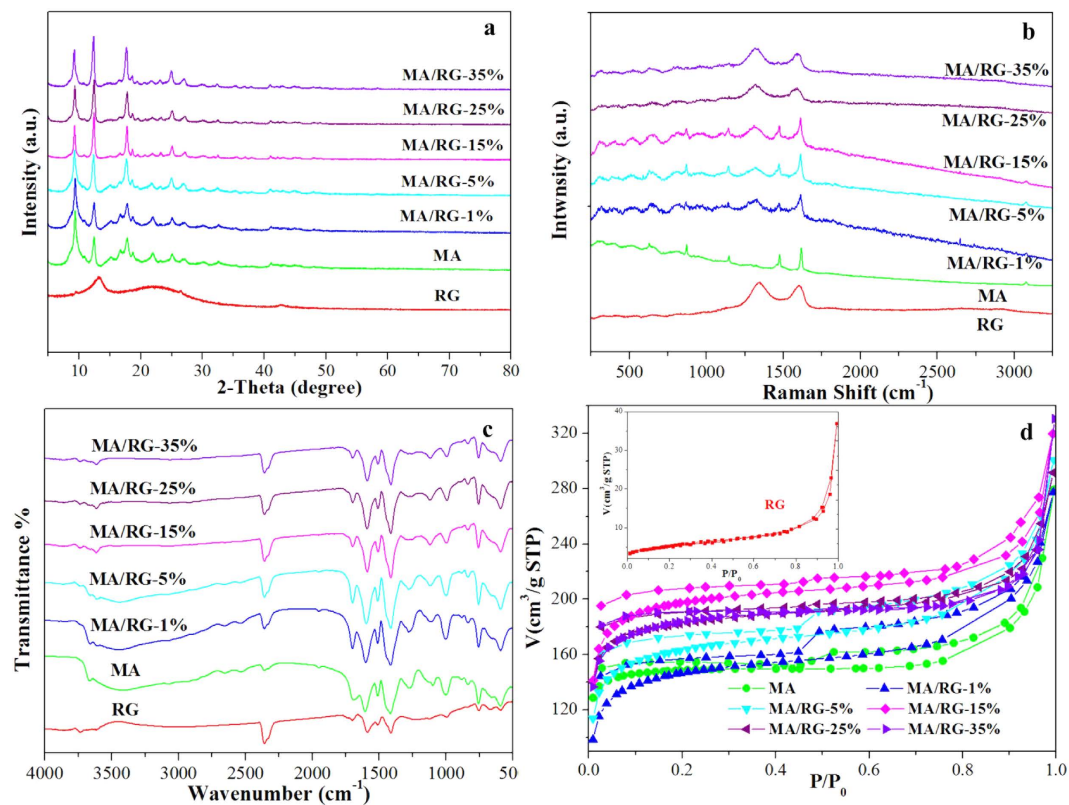 a
MA/RG-35%
MA/RG-25%
MA/RG-15%
MA/RG-5%
MA/RG-1%
MA
RG
Intensity (a.u.)
10 20 30 40 50 60 70 80
2-Theta (degree)
b
MA/RG-35%
MA/RG-25%
MA/RG-15%
MA/RG-5%
MA/RG-1%
MA
RG
Intwnsity (a.u.)
500 1000 1500 2000 2500 3000
Raman Shift (cm-1)
c
MA/RG-35%
MA/RG-25%
MA/RG-15%
MA/RG-5%
MA/RG-1%
MA
RG
Transmittance %
4000 3500 3000 2500 2000 1500 1000 50
Wavenumber (cm-1)
d
320
280
240
200
160
120
V(cm3/g STP)
0.0 0.2 0.4 0.6 0.8 1.0
P/P0
40
30
20
10
V(cm3/g STP)
RG
0.0 0.2 0.4 0.6 0.8 1.0
P/P0
MA MA/RG-1%
MA/RG-5% MA/RG-15%
MA/RG-25% MA/RG-35%